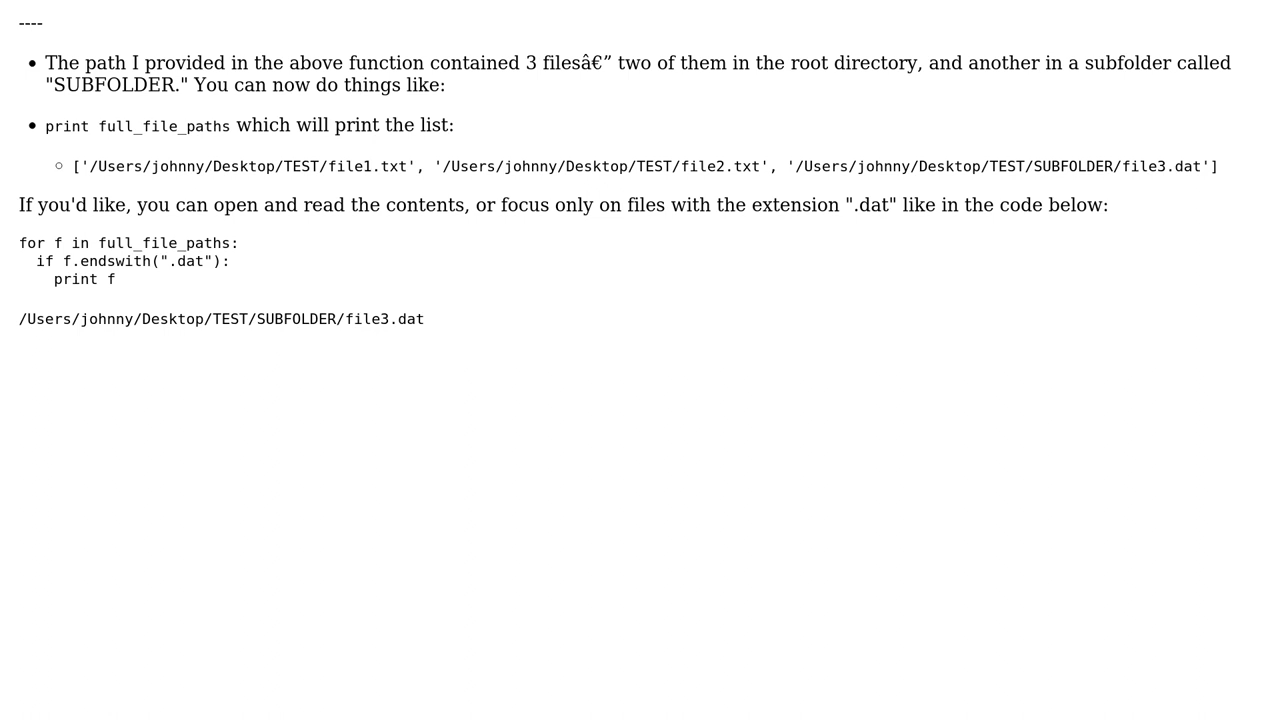 ----
The path I provided in the above function contained 3 filesâ€” two of them in the root directory, and another in a subfolder called
"SUBFOLDER." You can now do things like:
print full_file_paths which will print the list:
['/Users/johnny/Desktop/TEST/file1.txt', '/Users/johnny/Desktop/TEST/file2.txt', '/Users/johnny/Desktop/TEST/SUBFOLDER/file3.dat']
If you'd like, you can open and read the contents, or focus only on files with the extension ".dat" like in the code below:
for f in full_file_paths:
  if f.endswith(".dat"):
    print f
/Users/johnny/Desktop/TEST/SUBFOLDER/file3.dat